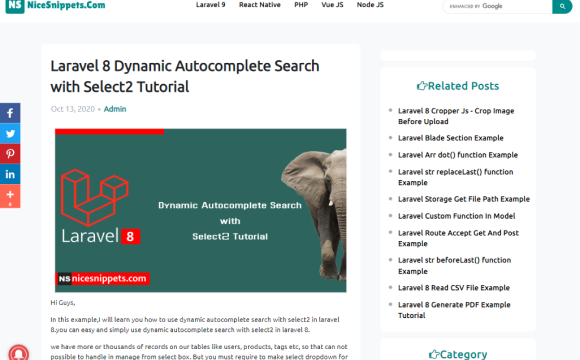 NS NiceSnippets.Com
Laravel 9 React Native PHP Vue JS Node JS
ENHANCED BY Google
Laravel 8 Dynamic Autocomplete Search
with Select2 Tutorial
Oct 13, 2020 • Admin
Dynamic Autocomplete Search
with
Select2 Tutorial
Laravel 8
NS nicesnippets.com
Hi Guys,
In this example,I will learn you how to use dynamic autocomplete search with select2 in laravel
8.you can easy and simply use dynamic autocomplete search with select2 in laravel 8.
we have more or thousands of records on our tables like users, products, tags etc, so that can not
possible to handle in manage from select box. But you must require to make select dropdown for
Related Posts
Laravel 8 Cropper Js - Crop Image
Before Upload
Laravel Blade Section Example
Laravel Arr dot() function Example
Laravel str replaceLast() function
Example
Laravel Storage Get File Path Example
Laravel Custom Function In Model
Laravel Route Accept Get And Post
Example
Laravel str beforeLast() function
Example
Laravel 8 Read CSV File Example
Laravel 8 Generate PDF Example
Tutorial
Category